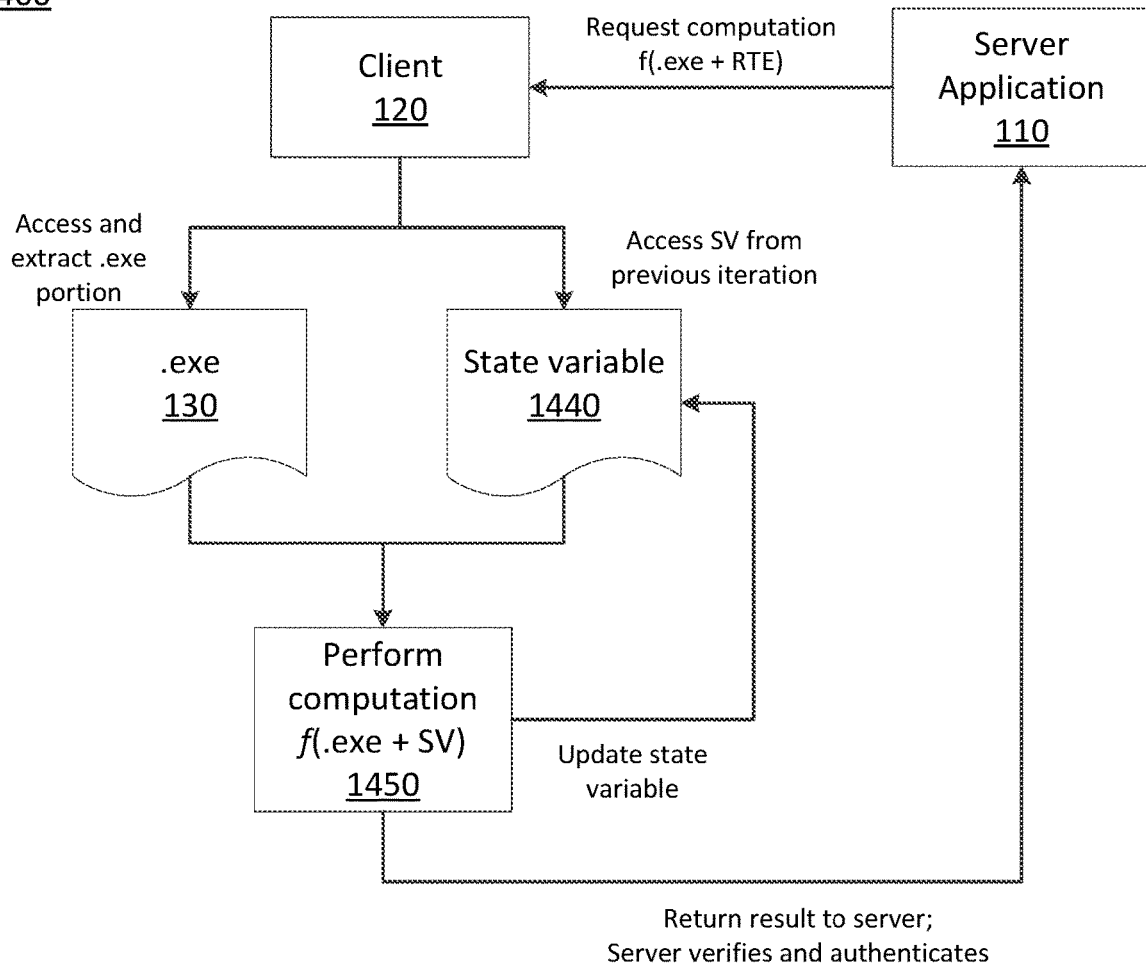 Request computation
f(.exe + RTE)
Client
120
Server
Application
110
Access and
extract .exe
portion
Access SV from
previous iteration
.exe
130
State variable
1440
Perform
computation
f(.exe + SV)
1450
Update state
variable
Return result to server;
Server verifies and authenticates